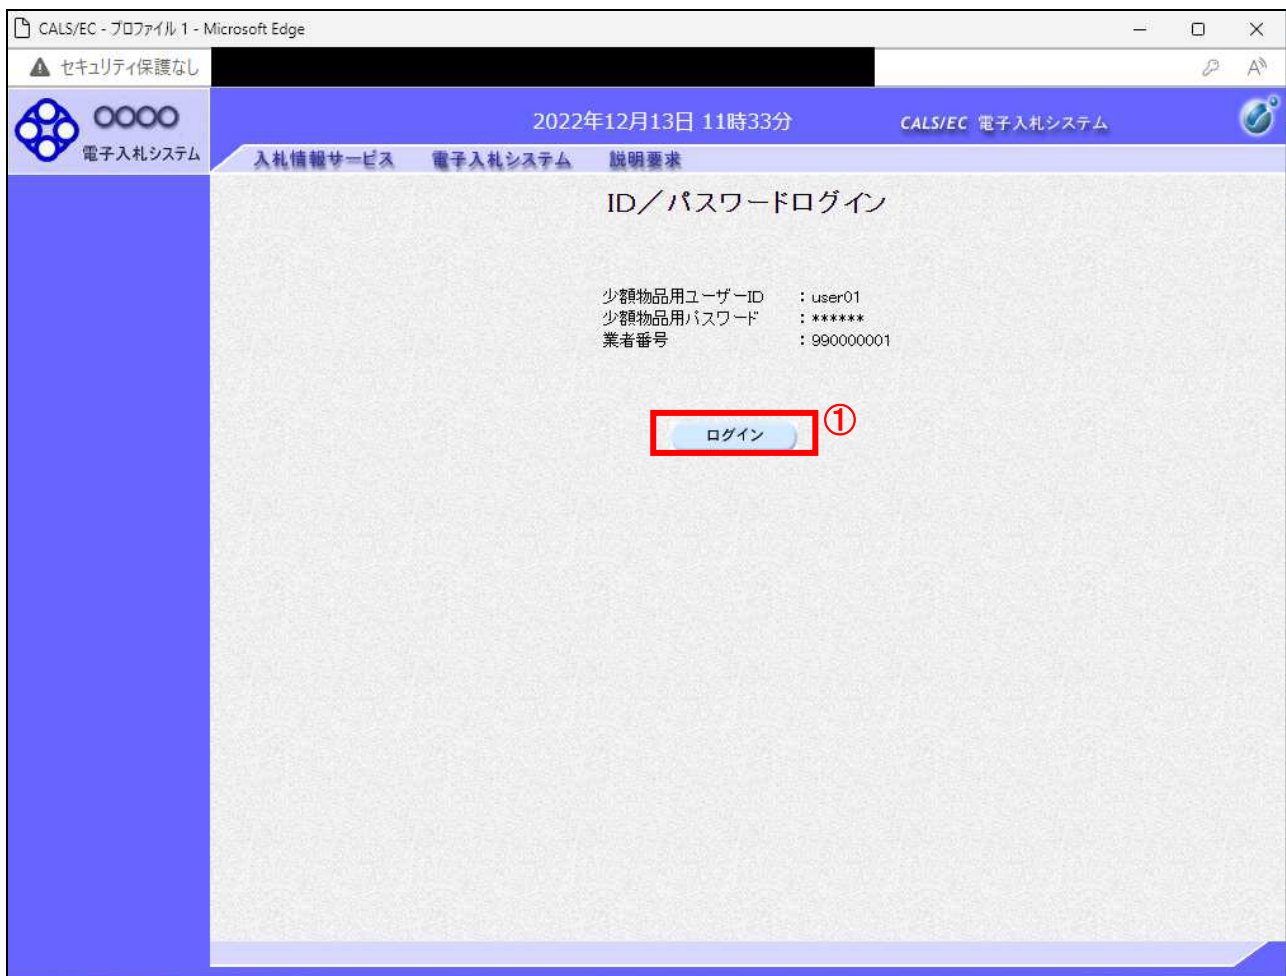 CALS/EC - プロファイル 1 - Microsoft Edge
セキュリティ保護なし
○○○○
電子入札システム
2022年12月13日 11時33分
CALS/EC 電子入札システム
入札情報サービス 電子入札システム 説明要求
ID／パスワードログイン
少額物品用ユーザーID ：user01
少額物品用パスワード ：******
業者番号 ：990000001
ログイン
①